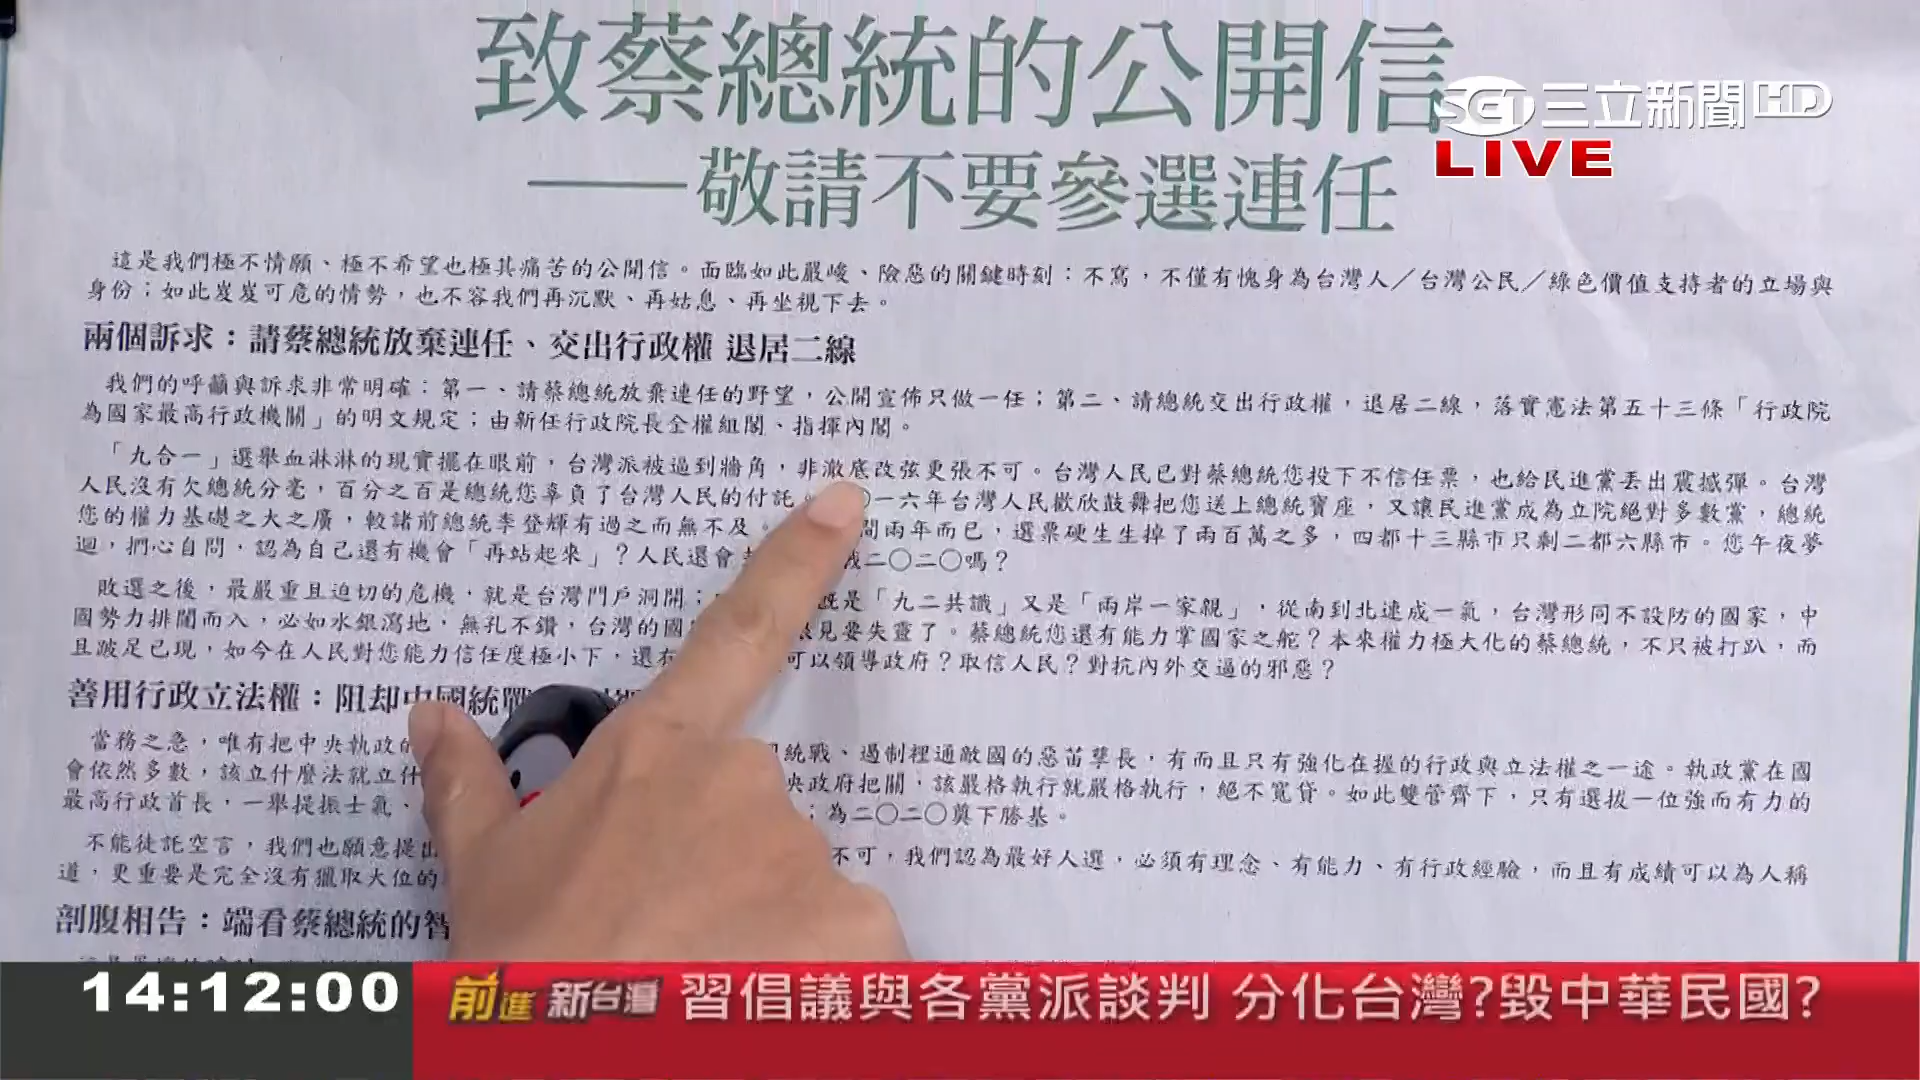 致蔡總統的公開信
SET三立新聞HD
LIVE
——敬請不要參選連任
這是我們極不情願、極不希望也極其痛苦的公開信。面臨如此嚴峻、險惡的關鍵時刻：不寫，不僅有愧身為台灣人／台灣公民／綠色價值支持者的立場與
身份；如此岌岌可危的情勢，也不容我們再沉默、再姑息、再坐視下去。
兩個訴求：請蔡總統放棄連任、交出行政權 退居二線
我們的呼籲與訴求非常明確：第一、請蔡總統放棄連任的野望，公開宣佈只做一任；第二、請總統交出行政權，退居二線，落實憲法第五十三條「行政院
為國家最高行政機關」的明文規定；由新任行政院長全權組閣、指揮內閣。
「九合一」選舉血淋淋的現實擺在眼前，台灣派被逼到牆角，非澈底改弦更張不可。台灣人民已對蔡總統您投下不信任票，也給民進黨丟出震撼彈。台灣
人民沒有欠總統分毫，百分之百是總統您辜負了台灣人民的付託。○一六年台灣人民歡欣鼓舞把您送上總統寶座，又讓民進黨成為立院絕對多數黨，總統
您的權力基礎之大之廣，較諸前總統李登輝有過之而無不及。間兩年而已，選票硬生生掉了兩百萬之多，四都十三縣市只剩二都六縣市。您午夜夢
迴，捫心自問，認為自己還有機會「再站起來」？人民還會 戰二○二○嗎？
敗選之後，最嚴重且迫切的危機，就是台灣門戶洞開； 既是「九二共識」又是「兩岸一家親」，從南到北連成一氣，台灣形同不設防的國家，中
國勢力排闥而入，必如水銀瀉地，無孔不鑽，台灣的國 眼見要失靈了。蔡總統您還有能力掌國家之舵？本來權力極大化的蔡總統，不只被打趴，而
且跛足已現，如今在人民對您能力信任度極小下，還有 可以領導政府？取信人民？對抗內外交逼的邪惡？
善用行政立法權：阻却中國統戰
當務之急，唯有把中央執政的 統戰、遏制裡通敵國的惡苗孳長，有而且只有強化在握的行政與立法權之一途。執政黨在國
會依然多數，該立什麼法就立什 央政府把關，該嚴格執行就嚴格執行，絕不寬貸。如此雙管齊下，只有選拔一位強而有力的
最高行政首長，一舉提振士氣、 ；為二○二○奠下勝基。
不能徒託空言，我們也願意提出 不可，我們認為最好人選，必須有理念、有能力、有行政經驗，而且有成績可以為人稱
道，更重要是完全沒有獵取大位的
剖腹相告：端看蔡總統的智
14:12:00
前進新台灣 習倡議與各黨派談判 分化台灣?毀中華民國?